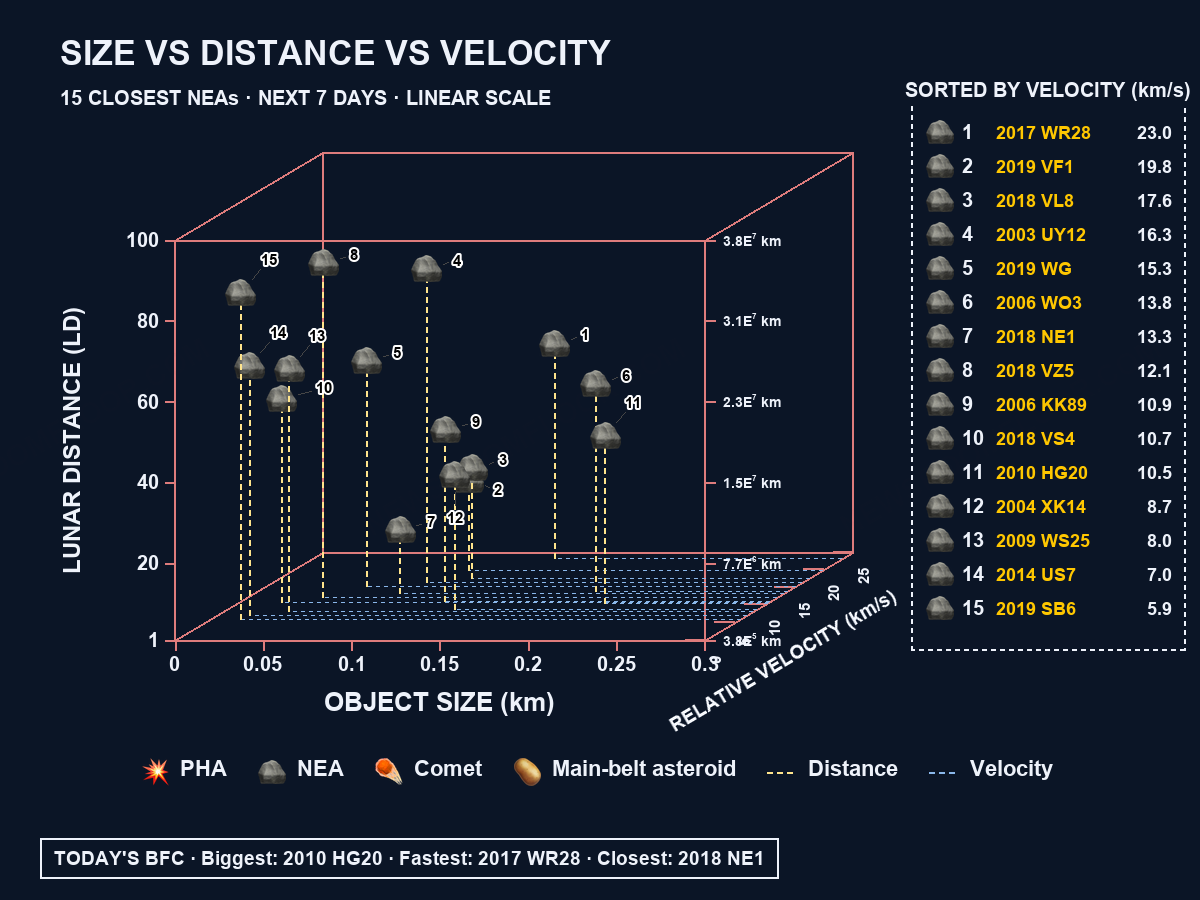 SIZE VS DISTANCE VS VELOCITY
15 CLOSEST NEAs · NEXT 7 DAYS · LINEAR SCALE
SORTED BY VELOCITY (km/s)
1 2017 WR28 23.0
2 2019 VF1 19.8
3 2018 VL8 17.6
4 2003 UY12 16.3
5 2019 WG 15.3
6 2006 WO3 13.8
7 2018 NE1 13.3
8 2018 VZ5 12.1
9 2006 KK89 10.9
10 2018 VS4 10.7
11 2010 HG20 10.5
12 2004 XK14 8.7
13 2009 WS25 8.0
14 2014 US7 7.0
15 2019 SB6 5.9
LUNAR DISTANCE (LD)
100
80
60
40
20
1
15
8
4
14
13
5
1
10
6
11
9
3
2
7
12
3.8E⁷ km
3.1E⁷ km
2.3E⁷ km
1.5E⁷ km
7.7E⁶ km
3.8E⁵ km
0 0.05 0.1 0.15 0.2 0.25 0.3
10
15
20
25
OBJECT SIZE (km)
RELATIVE VELOCITY (km/s)
PHA NEA Comet Main-belt asteroid Distance Velocity
TODAY'S BFC · Biggest: 2010 HG20 · Fastest: 2017 WR28 · Closest: 2018 NE1